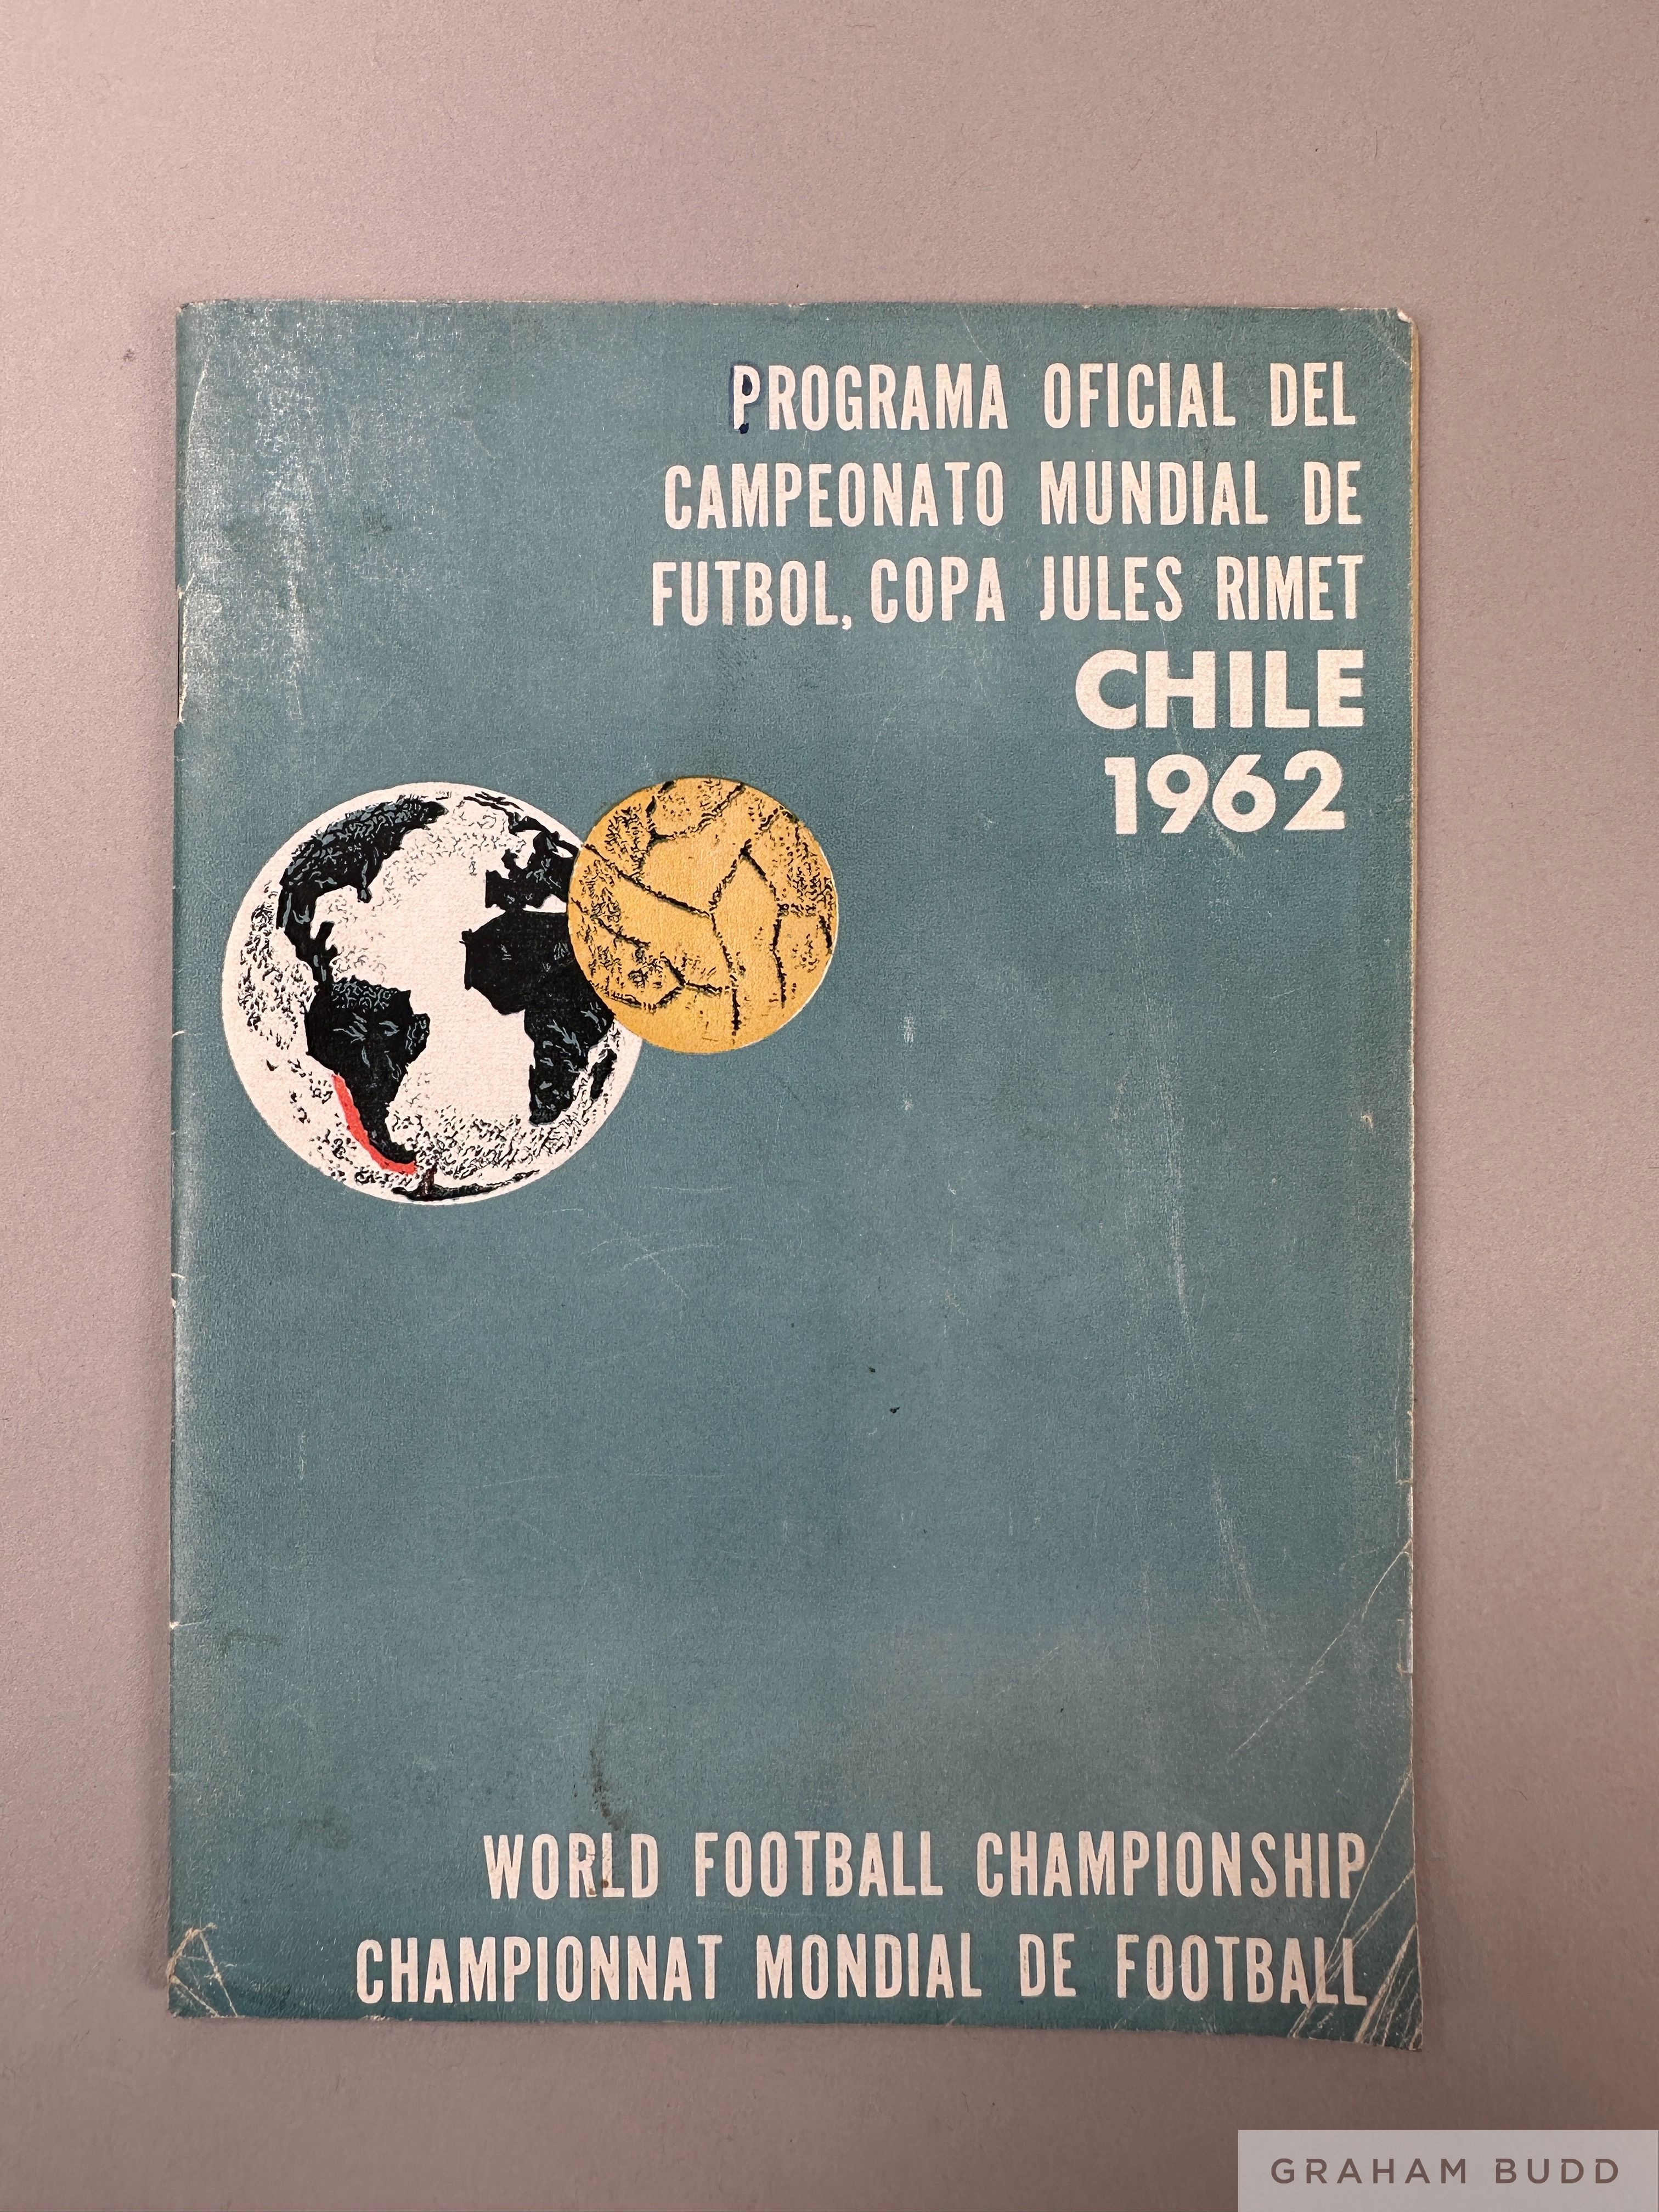 PROGRAMA OFICIAL DEL
CAMPEONATO MUNDIAL DE
FUTBOL, COPA JULES RIMET
CHILE
1962
WORLD FOOTBALL CHAMPIONSHIP
CHAMPIONNAT MONDIAL DE FOOTBALL
GRAHAM BUDD